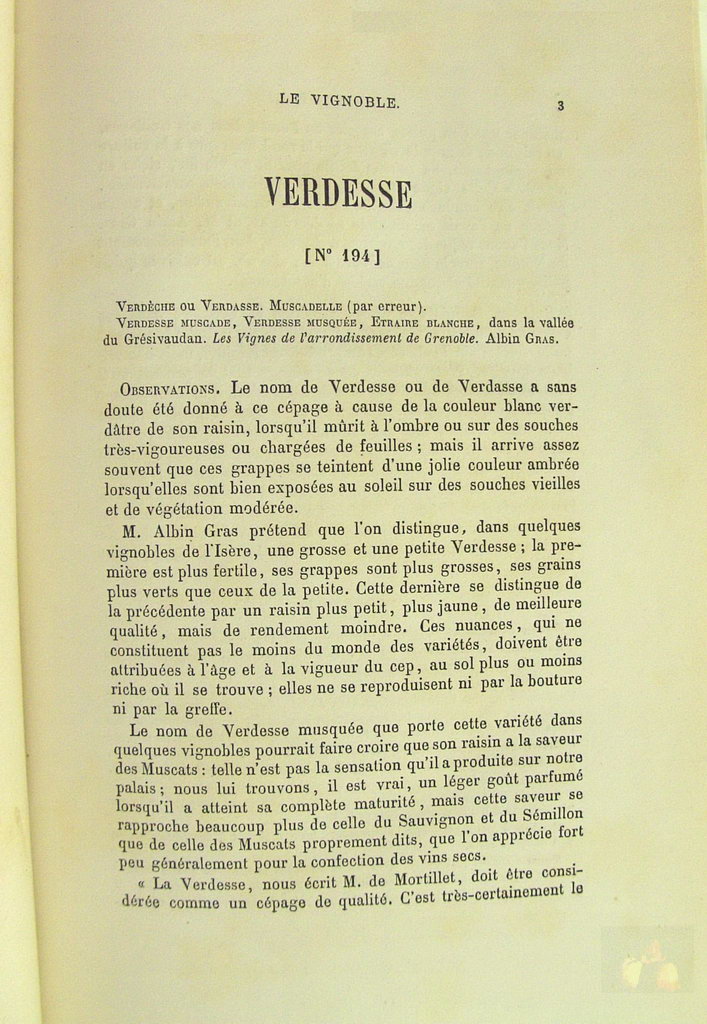 LE VIGNOBLE. 3
VERDESSE
[N° 194]
VERDÈCHE OU VERDASSE. MUSCADELLE (par erreur).
VERDESSE MUSCADE, VERDESSE MUSQUÉE, ETRAIRE BLANCHE, dans la vallée
du Grésivaudan. Les Vignes de l'arrondissement de Grenoble. Albin GRAS.
OBSERVATIONS. Le nom de Verdesse ou de Verdasse a sans
doute été donné à ce cépage à cause de la couleur blanc ver-
dâtre de son raisin, lorsqu'il mûrit à l'ombre ou sur des souches
très-vigoureuses ou chargées de feuilles ; mais il arrive assez
souvent que ces grappes se teintent d'une jolie couleur ambrée
lorsqu'elles sont bien exposées au soleil sur des souches vieilles
et de végétation modérée.
M. Albin Gras prétend que l'on distingue, dans quelques
vignobles de l'Isère, une grosse et une petite Verdesse ; la pre-
mière est plus fertile, ses grappes sont plus grosses, ses grains
plus verts que ceux de la petite. Cette dernière se distingue de
la précédente par un raisin plus petit, plus jaune, de meilleure
qualité, mais de rendement moindre. Ces nuances, qui ne
constituent pas le moins du monde des variétés, doivent être
attribuées à l'âge et à la vigueur du cep, au sol plus ou moins
riche où il se trouve ; elles ne se reproduisent ni par la bouture
ni par la greffe.
Le nom de Verdesse musquée que porte cette variété dans
quelques vignobles pourrait faire croire que son raisin a la saveur
des Muscats : telle n'est pas la sensation qu'il a produite sur notre
palais ; nous lui trouvons, il est vrai, un léger goût parfumé
lorsqu'il a atteint sa complète maturité, mais cette saveur se
rapproche beaucoup plus de celle du Sauvignon et du Sémillon
que de celle des Muscats proprement dits, que l'on apprécie fort
peu généralement pour la confection des vins secs.
« La Verdesse, nous écrit M. de Mortillet, doit être consi-
dérée comme un cépage de qualité. C'est très-certainement le